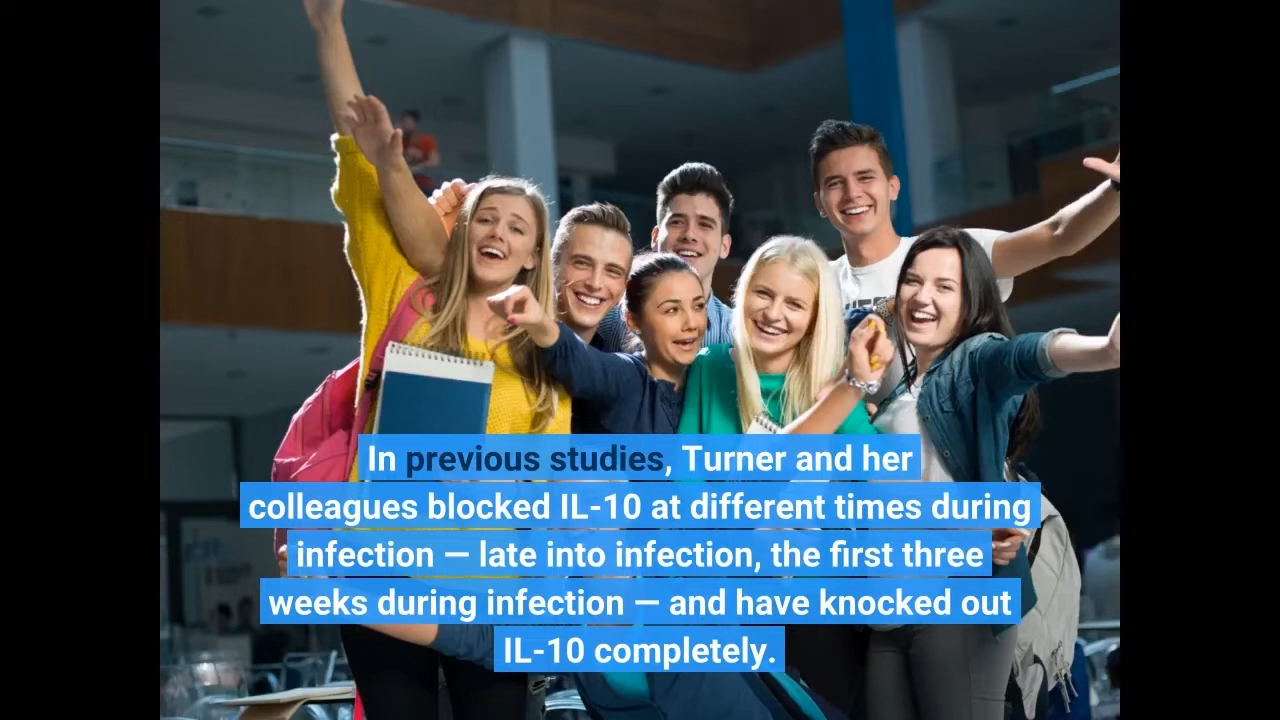 In previous studies, Turner and her
colleagues blocked IL-10 at different times during
infection — late into infection, the first three
weeks during infection — and have knocked out
IL-10 completely.